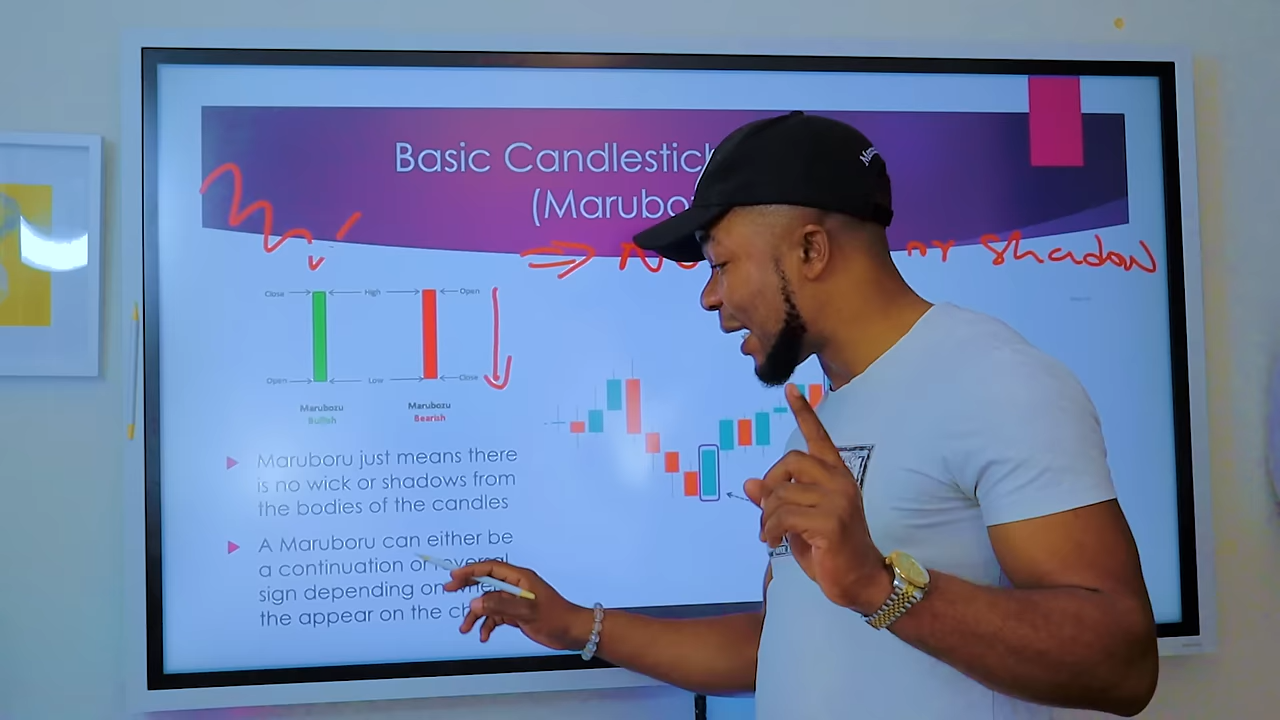 Basic Candlestick
(Marubo
shadow
Close
High
Open
Open
Low
Close
Marubozu
Bullish
Marubozu
Bearish
Maruboru just means there
is no wick or shadows from
the bodies of the candles
A Maruboru can either be
a continuation or
sign depending on
the appear on the